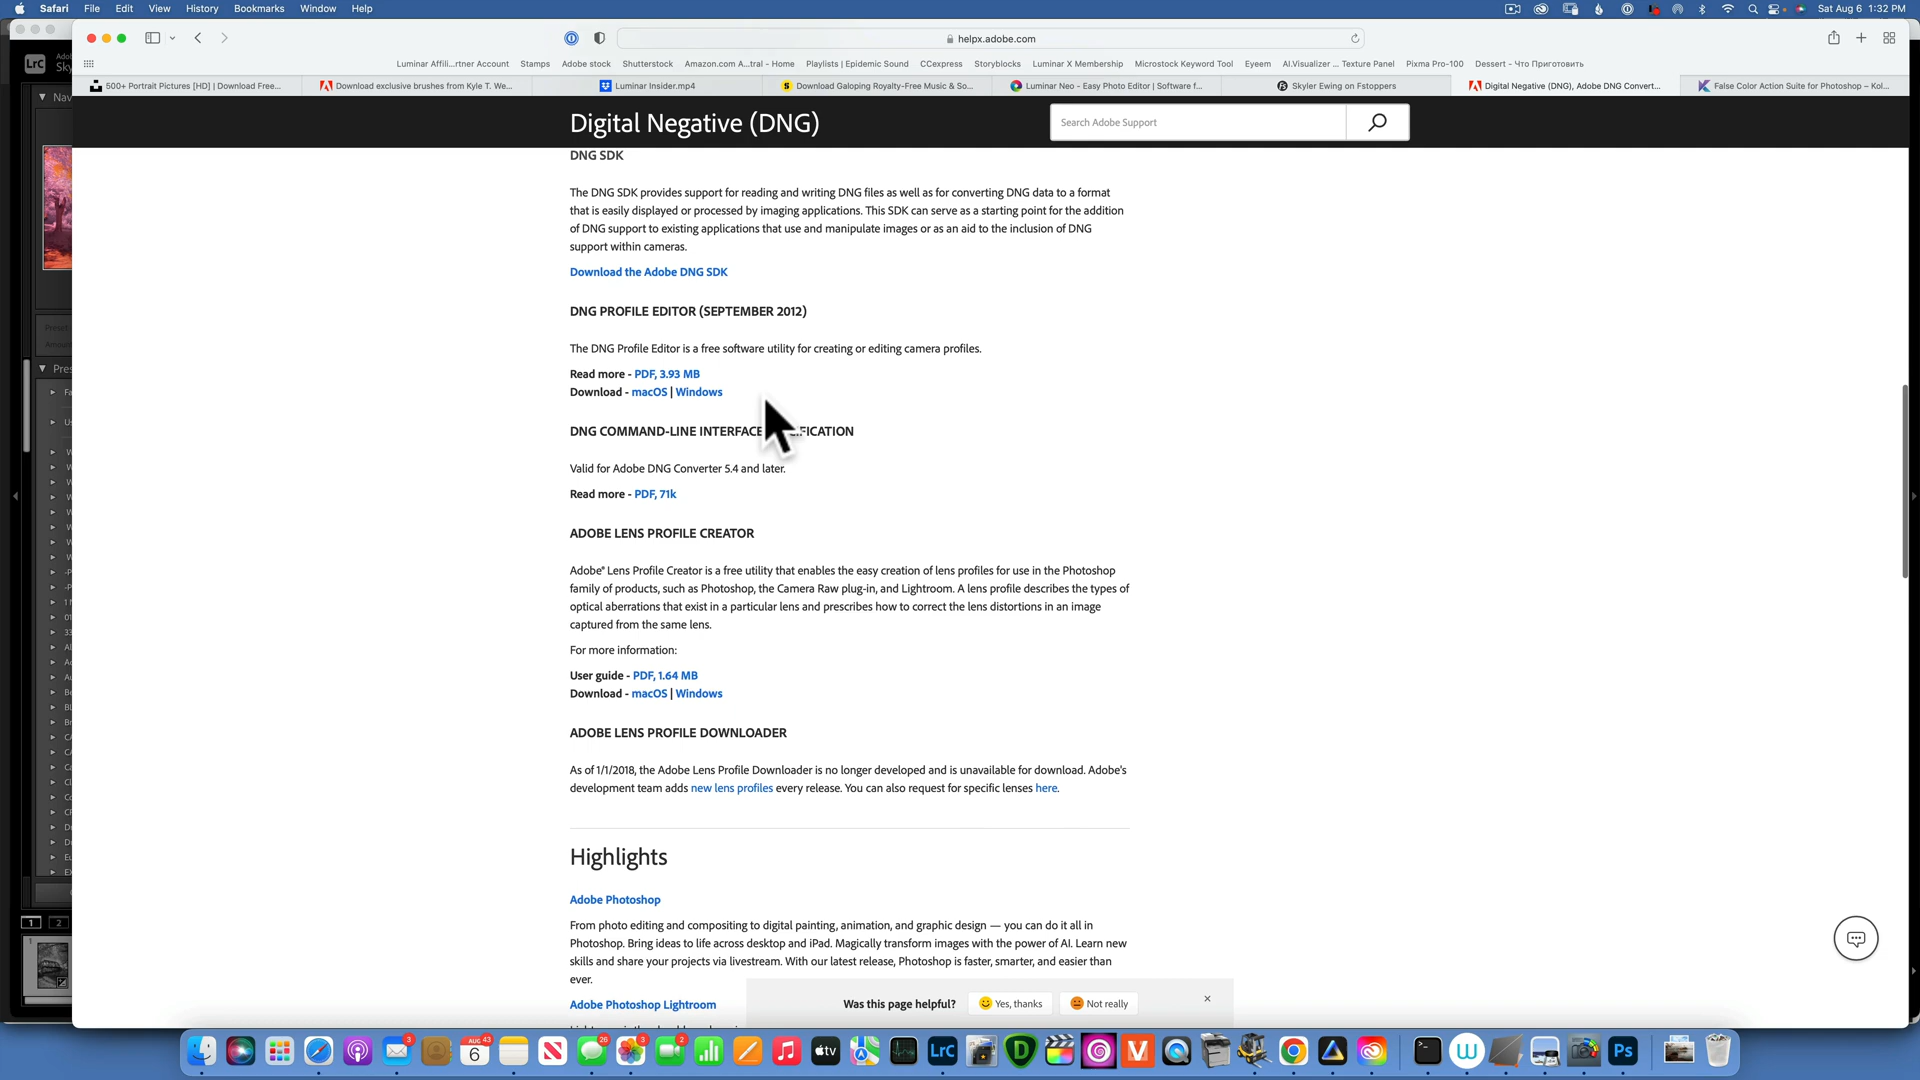 Safari File Edit View History Bookmarks Window Help
Sat Aug 6 1:32 PM
helpx.adobe.com
Luminar Affili...rtner Account Stamps Adobe stock Shutterstock Amazon.com A...tral - Home Playlists | Epidemic Sound CCexpress Storyblocks Luminar X Membership Microstock Keyword Tool Eyeem AI.Visualizer ... Texture Panel Pixma Pro-100 Dessert - Что Приготовить
500+ Portrait Pictures [HD] | Download Free... Download exclusive brushes from Kyle T. We... Luminar Insider.mp4 Download Galoping Royalty-Free Music & So... Luminar Neo - Easy Photo Editor | Software f... Skyler Ewing on Fstoppers Digital Negative (DNG), Adobe DNG Convert... False Color Action Suite for Photoshop – Kol...
Digital Negative (DNG)
Search Adobe Support
DNG SDK
The DNG SDK provides support for reading and writing DNG files as well as for converting DNG data to a format
that is easily displayed or processed by imaging applications. This SDK can serve as a starting point for the addition
of DNG support to existing applications that use and manipulate images or as an aid to the inclusion of DNG
support within cameras.
Download the Adobe DNG SDK
DNG PROFILE EDITOR (SEPTEMBER 2012)
The DNG Profile Editor is a free software utility for creating or editing camera profiles.
Read more - PDF, 3.93 MB
Download - macOS | Windows
DNG COMMAND-LINE INTERFACE
Valid for Adobe DNG Converter 5.4 and later.
Read more - PDF, 71k
ADOBE LENS PROFILE CREATOR
Adobe® Lens Profile Creator is a free utility that enables the easy creation of lens profiles for use in the Photoshop
family of products, such as Photoshop, the Camera Raw plug-in, and Lightroom. A lens profile describes the types of
optical aberrations that exist in a particular lens and prescribes how to correct the lens distortions in an image
captured from the same lens.
For more information:
User guide - PDF, 1.64 MB
Download - macOS | Windows
ADOBE LENS PROFILE DOWNLOADER
As of 1/1/2018, the Adobe Lens Profile Downloader is no longer developed and is unavailable for download. Adobe's
development team adds new lens profiles every release. You can also request for specific lenses here.
Highlights
Adobe Photoshop
From photo editing and compositing to digital painting, animation, and graphic design — you can do it all in
Photoshop. Bring ideas to life across desktop and iPad. Magically transform images with the power of AI. Learn new
skills and share your projects via livestream. With our latest release, Photoshop is faster, smarter, and easier than
ever.
Adobe Photoshop Lightroom
Was this page helpful? Yes, thanks Not really
LrC
1 2
AUG 6 43
tv
LrC
Ps